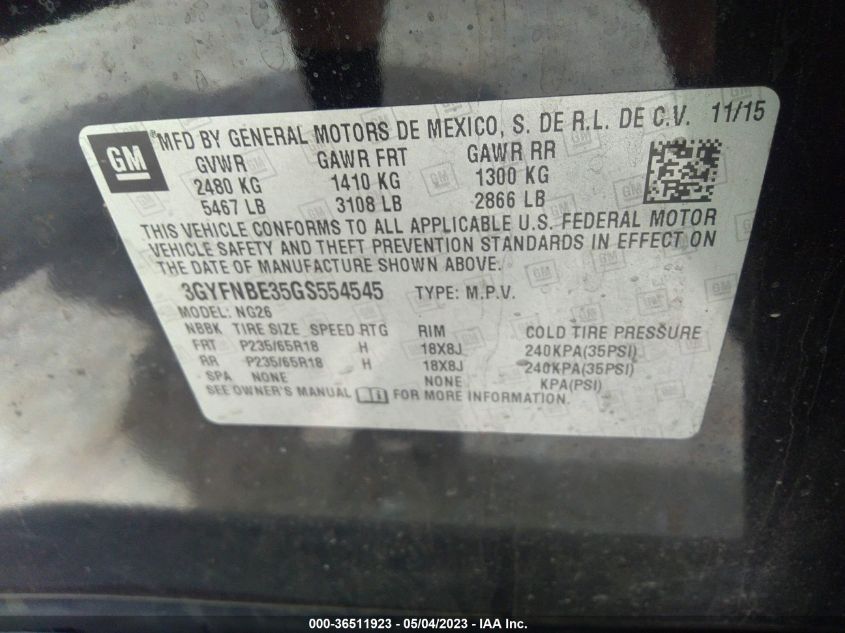 GM
®MFD BY GENERAL MOTORS DE MEXICO, S. DE R.L. DE C.V. 11/15
GVWR GAWR FRT GAWR RR
2480 KG 1410 KG 1300 KG
5467 LB 3108 LB 2866 LB
THIS VEHICLE CONFORMS TO ALL APPLICABLE U.S. FEDERAL MOTOR
VEHICLE SAFETY AND THEFT PREVENTION STANDARDS IN EFFECT ON
THE DATE OF MANUFACTURE SHOWN ABOVE.
3GYFNBE35GS554545 TYPE: M.P.V.
MODEL: NG26
NBBK TIRE SIZE SPEED RTG RIM COLD TIRE PRESSURE
FRT P235/65R18 H 18X8J 240KPA(35PSI)
RR P235/65R18 H 18X8J 240KPA(35PSI)
SPA NONE NONE KPA(PSI)
SEE OWNER'S MANUAL FOR MORE INFORMATION.
000-36511923 - 05/04/2023 - IAA Inc.